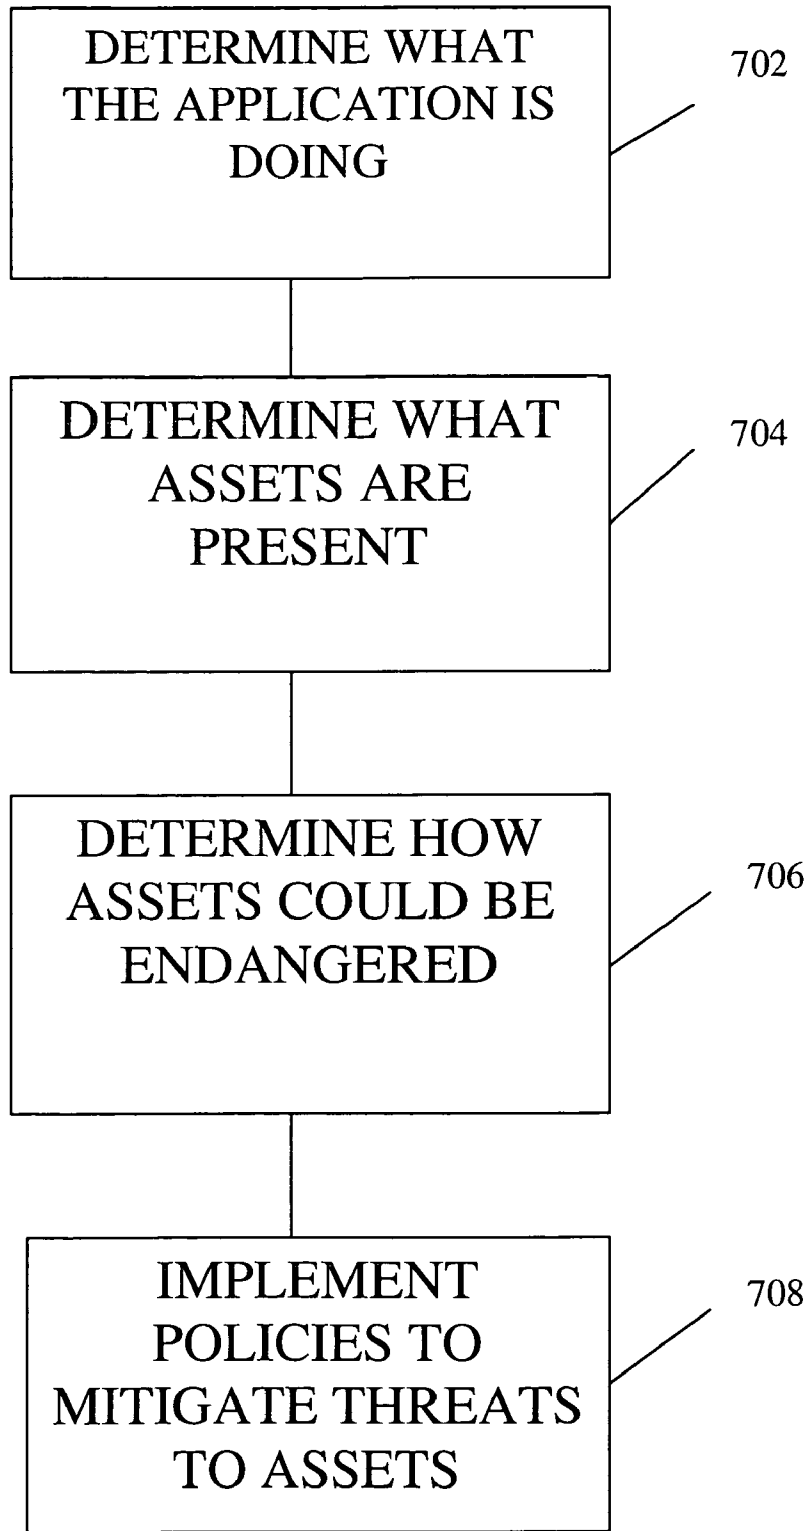 DETERMINE WHAT
THE APPLICATION IS
DOING
702
DETERMINE WHAT
ASSETS ARE
PRESENT
704
DETERMINE HOW
ASSETS COULD BE
ENDANGERED
706
IMPLEMENT
POLICIES TO
MITIGATE THREATS
TO ASSETS
708